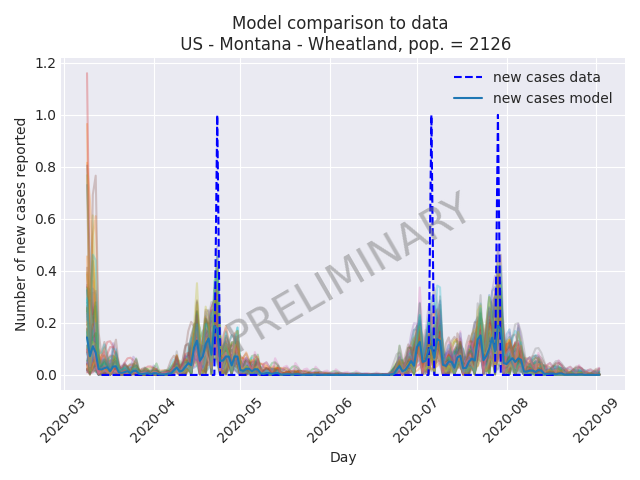 Model comparison to data
US - Montana - Wheatland, pop. = 2126
new cases data
new cases model
Number of new cases reported
1.2
1.0
0.8
0.6
0.4
0.2
0.0
PRELIMINARY
2020-03
2020-04
2020-05
2020-06
2020-07
2020-08
2020-09
Day